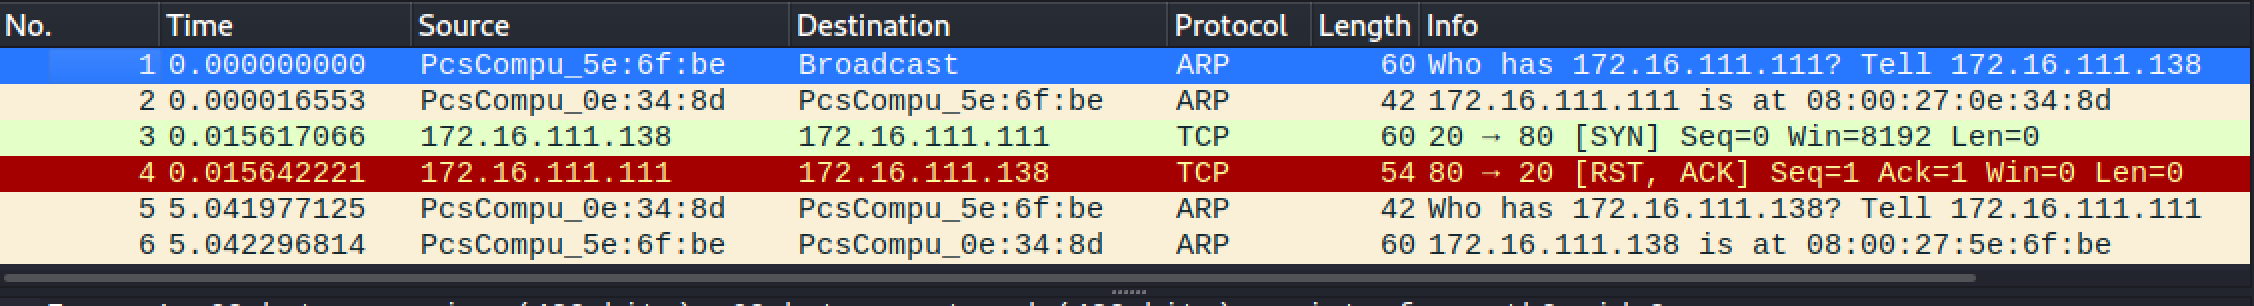 No. Time Source Destination Protocol Length Info
1 0.000000000 PcsCompu_5e:6f:be Broadcast ARP 60 Who has 172.16.111.111? Tell 172.16.111.138
2 0.000016553 PcsCompu_0e:34:8d PcsCompu_5e:6f:be ARP 42 172.16.111.111 is at 08:00:27:0e:34:8d
3 0.015617066 172.16.111.138 172.16.111.111 TCP 60 20 → 80 [SYN] Seq=0 Win=8192 Len=0
4 0.015642221 172.16.111.111 172.16.111.138 TCP 54 80 → 20 [RST, ACK] Seq=1 Ack=1 Win=0 Len=0
5 5.041977125 PcsCompu_0e:34:8d PcsCompu_5e:6f:be ARP 42 Who has 172.16.111.138? Tell 172.16.111.111
6 5.042296814 PcsCompu_5e:6f:be PcsCompu_0e:34:8d ARP 60 172.16.111.138 is at 08:00:27:5e:6f:be